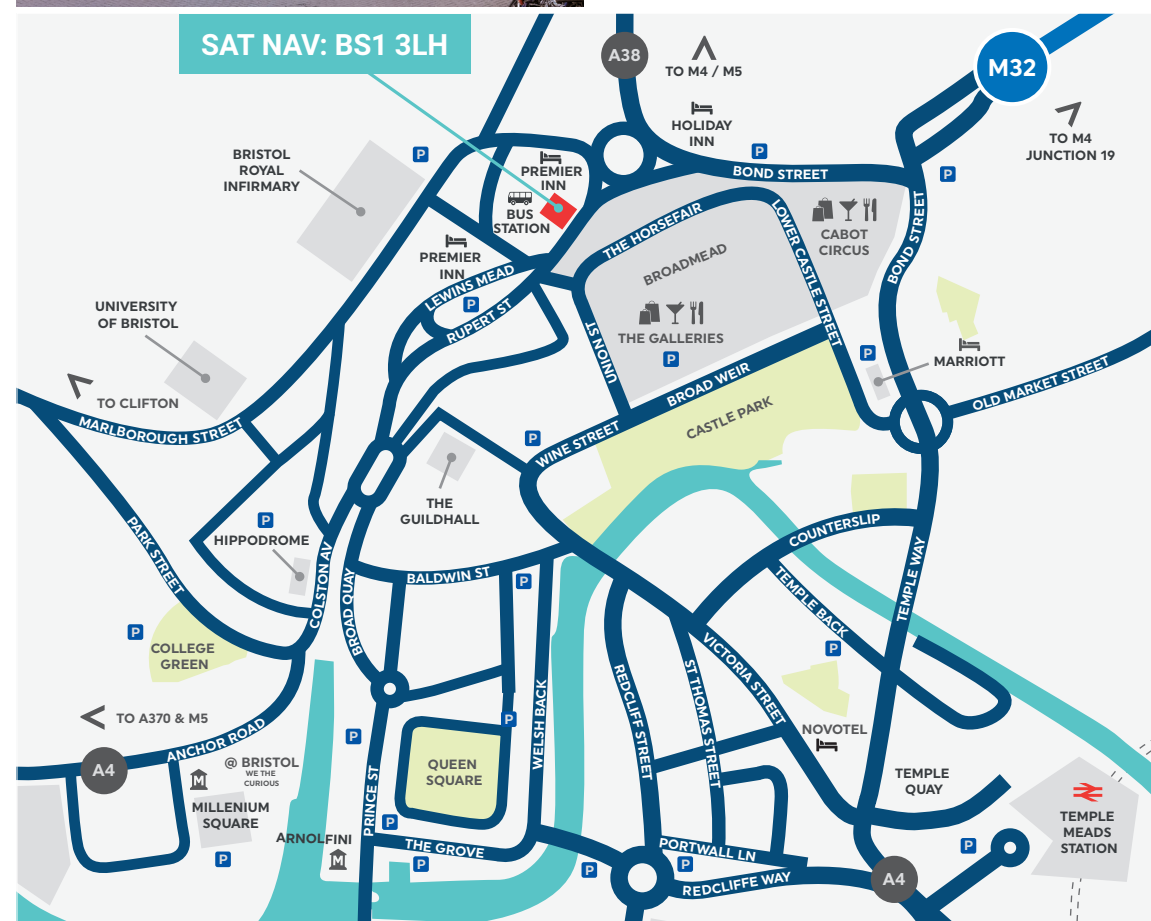 SAT NAV: BS1 3LH
A38
TO M4 / M5
M32
TO M4
JUNCTION 19
HOLIDAY
INN
P
P
P
BOND STREET
BRISTOL
ROYAL
INFIRMARY
PREMIER
INN
BUS
STATION
PREMIER
INN
THE HORSEFAIR
LOWER CASTLE STREET
CABOT
CIRCUS
BOND STREET
BROADMEAD
LEWINS MEAD
P
RUPERT ST
UNION ST
THE GALLERIES
P
UNIVERSITY
OF BRISTOL
TO CLIFTON
MARLBOROUGH STREET
P
MARRIOTT
OLD MARKET STREET
BROAD WEIR
CASTLE PARK
WINE STREET
P
THE
GUILDHALL
P
HIPPODROME
PARK STREET
COLSTON AV
BROAD QUAY
BALDWIN ST
P
COUNTERSLIP
TEMPLE WAY
TEMPLE BACK
P
P
COLLEGE
GREEN
VICTORIA STREET
ST THOMAS STREET
REDCLIFF STREET
WELSH BACK
TO A370 & M5
ANCHOR ROAD
A4
P
P
NOVOTEL
@ BRISTOL
WE THE
CURIOUS
M
MILLENIUM
SQUARE
P
QUEEN
SQUARE
PRINCE ST
P
ARNOLFINI
M
THE GROVE
P
P
PORTWALL LN
P
REDCLIFFE WAY
A4
TEMPLE
QUAY
P
TEMPLE
MEADS
STATION